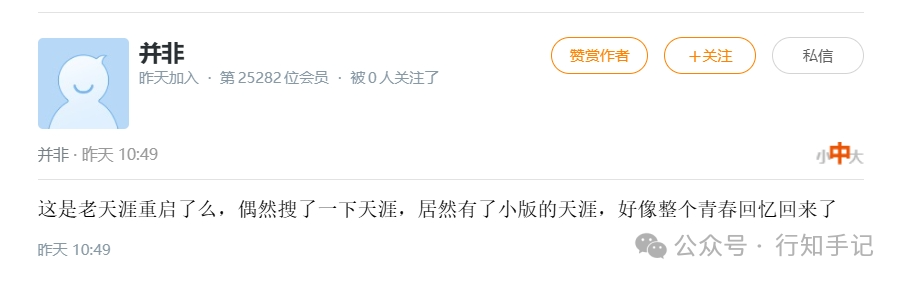 并非
赞赏作者
+关注
私信
昨天加入 · 第 25282 位会员 · 被 0 人关注了
并非 · 昨天 10:49
小中大
这是老天涯重启了么，偶然搜了一下天涯，居然有了小版的天涯，好像整个青春回忆回来了
昨天 10:49
公众号 · 行知手记